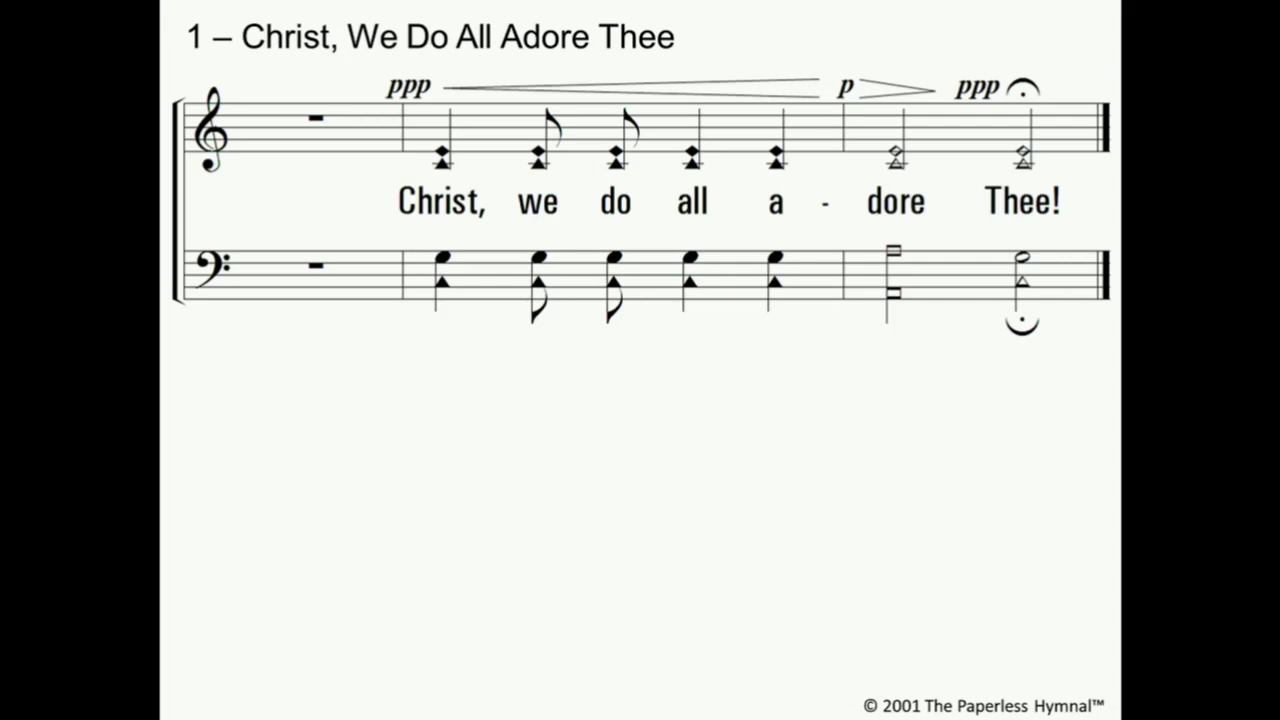 1 – Christ, We Do All Adore Thee
ppp p ppp
Christ, we do all a - dore Thee!
© 2001 The Paperless Hymnal™